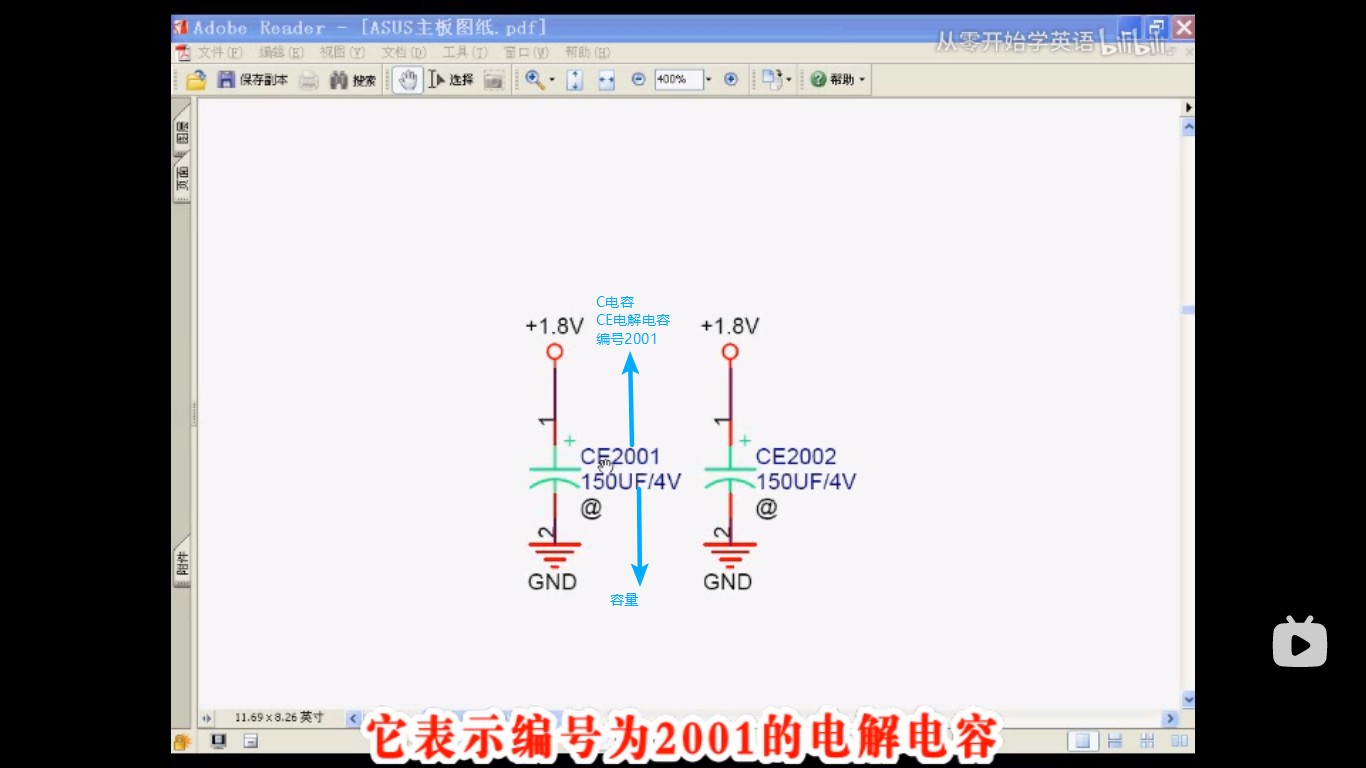 Adobe Reader - [ASUS主板图纸.pdf]
从零开始学英语 bilibili
文件(F) 编辑(E) 视图(V) 文档(D) 工具(T) 窗口(W) 帮助(H)
保存副本 搜索 选择 400% 帮助
页面
附件
C电容
CE电解电容
编号2001
+1.8V +1.8V
1 1
+ +
CE2001 CE2002
150UF/4V 150UF/4V
@ @
2 2
GND GND
容量
11.69 x 8.26 英寸
它表示编号为2001的电解电容